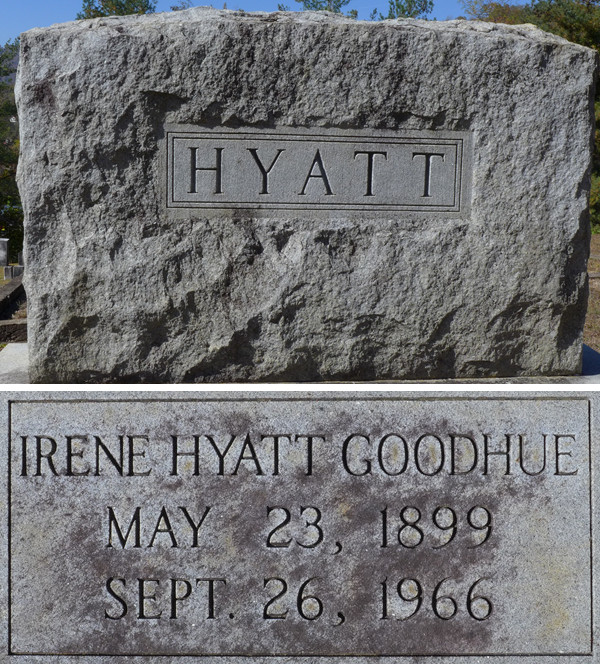 HYATT
IRENE HYATT GOODHUE
MAY 23, 1899
SEPT. 26, 1966